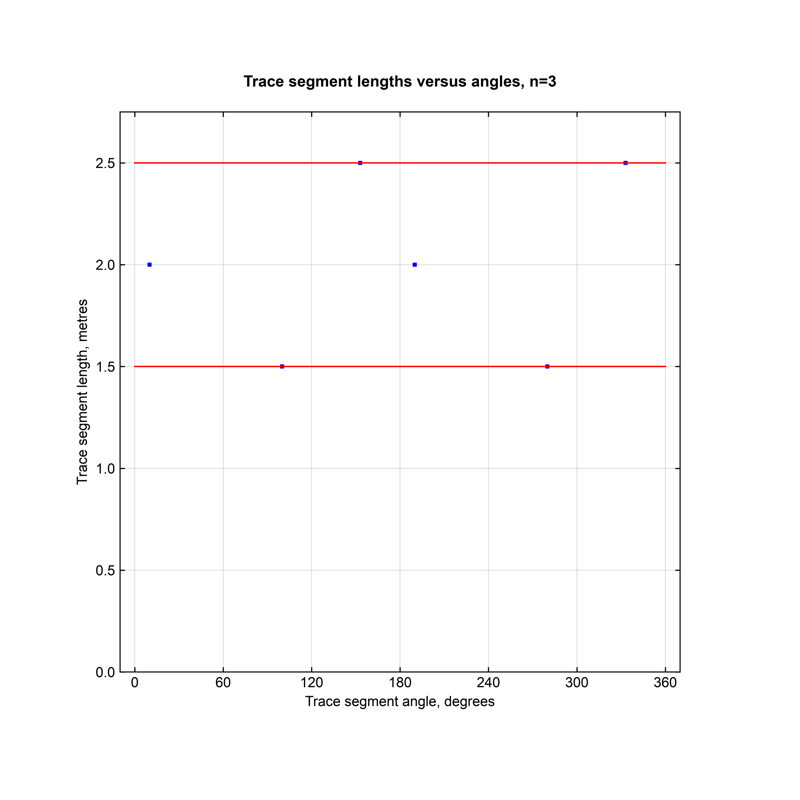 Trace segment lengths versus angles, n=3
2.5
2.0
1.5
1.0
0.5
0.0
Trace segment length, metres
0 60 120 180 240 300 360
Trace segment angle, degrees